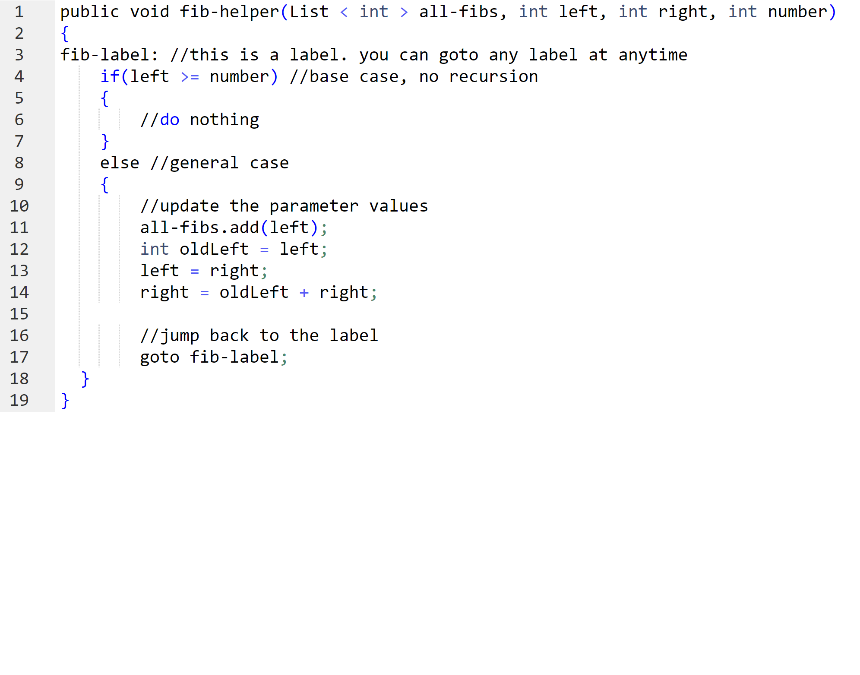 1 public void fib-helper(List < int > all-fibs, int left, int right, int number)
2 {
3 fib-label: //this is a label. you can goto any label at anytime
4 if(left >= number) //base case, no recursion
5 {
6 //do nothing
7 }
8 else //general case
9 {
10 //update the parameter values
11 all-fibs.add(left);
12 int oldLeft = left;
13 left = right;
14 right = oldLeft + right;
15
16 //jump back to the label
17 goto fib-label;
18 }
19 }